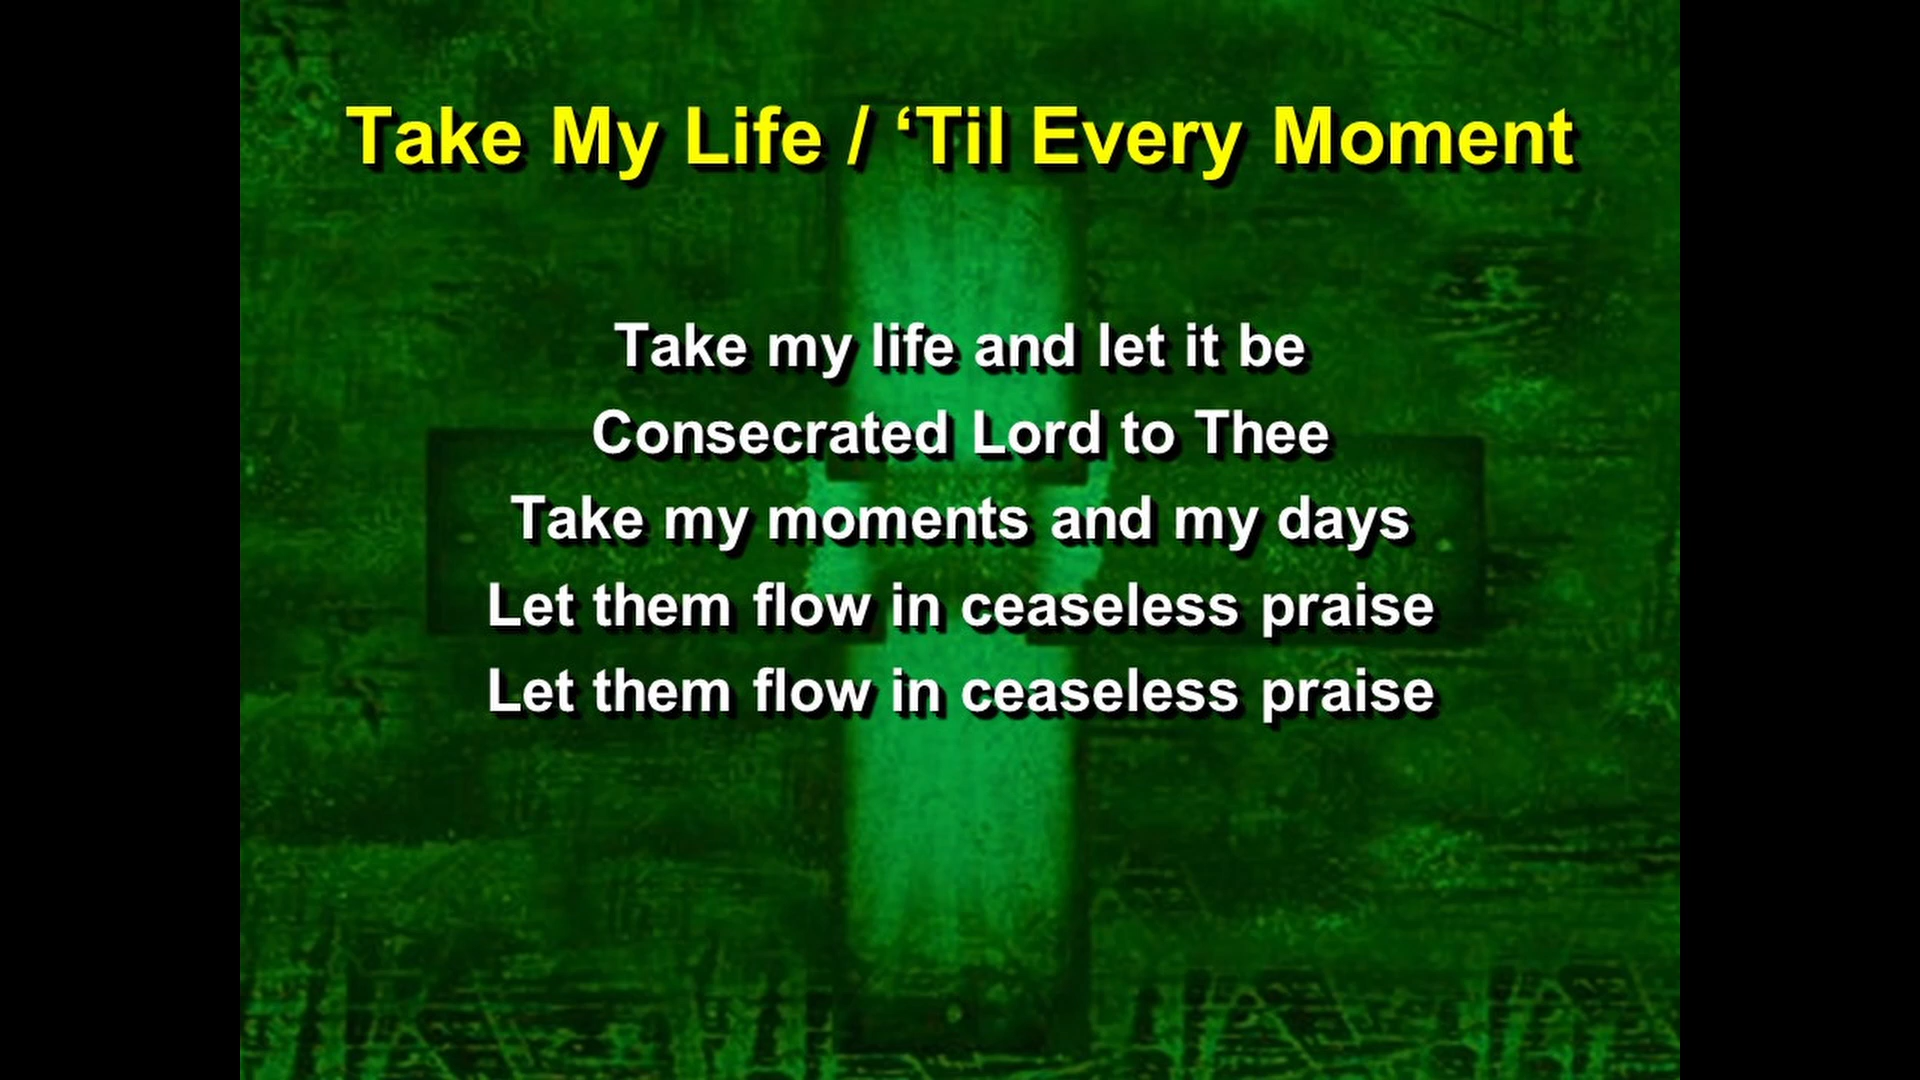 Take My Life / ‘Til Every Moment
Take my life and let it be
Consecrated Lord to Thee
Take my moments and my days
Let them flow in ceaseless praise
Let them flow in ceaseless praise